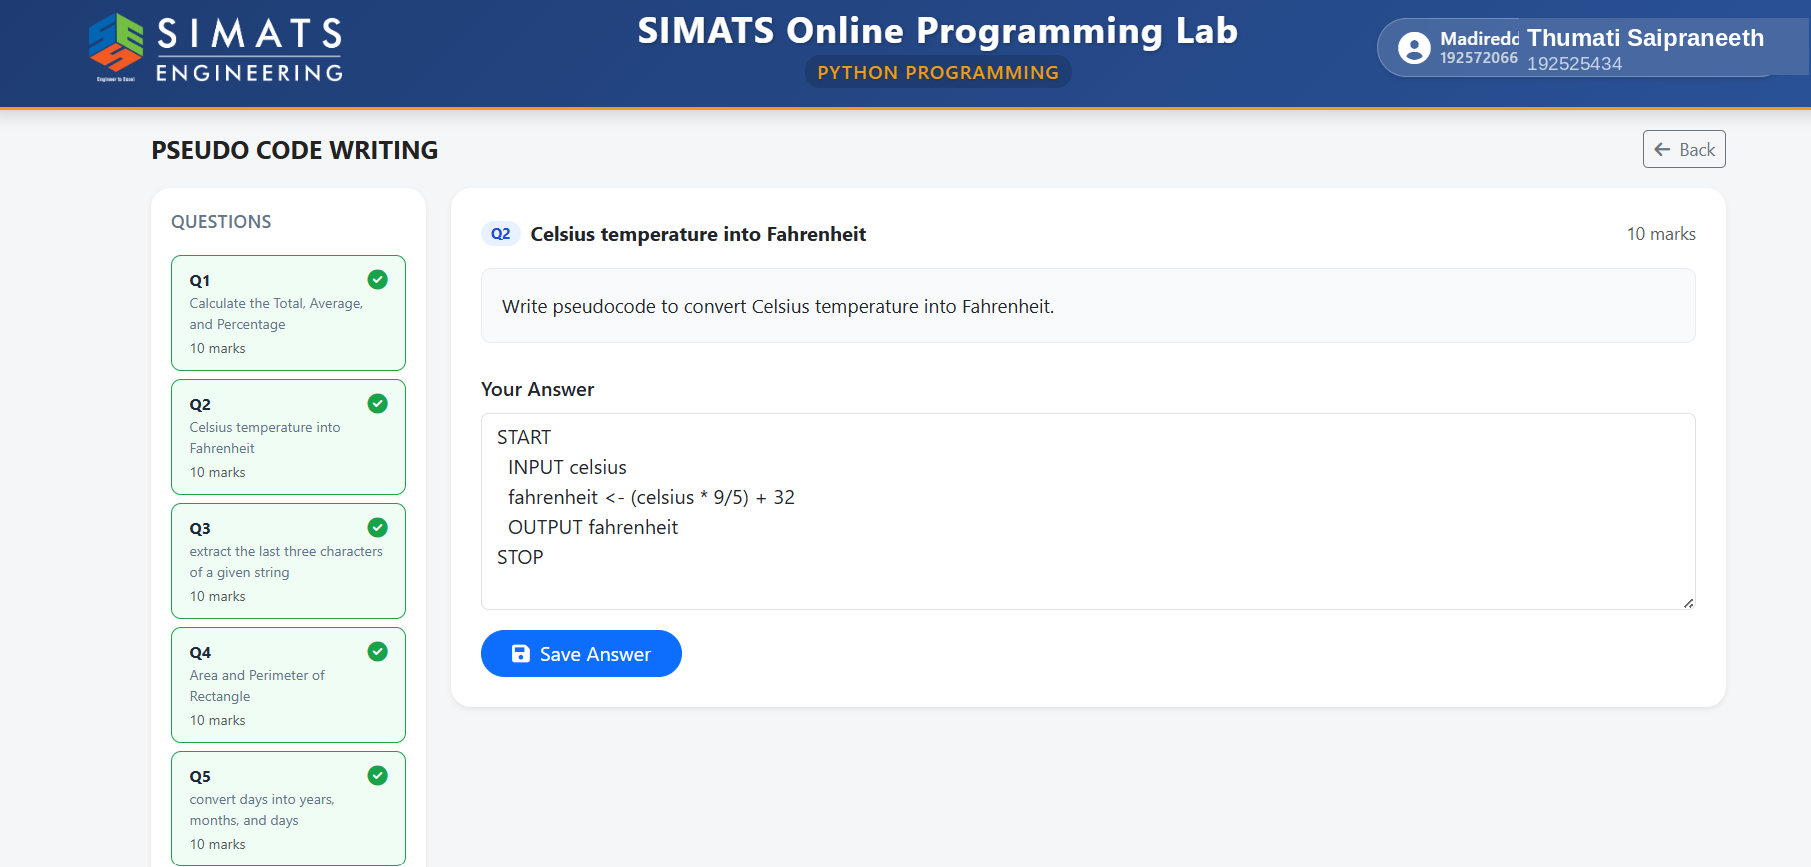 SIMATS
ENGINEERING
Engineer to Excel
SIMATS Online Programming Lab
PYTHON PROGRAMMING
Thumati Saipraneeth
192572066
192525434
PSEUDO CODE WRITING
Back
QUESTIONS
Q1
Calculate the Total, Average,
and Percentage
10 marks
Q2
Celsius temperature into
Fahrenheit
10 marks
Q3
extract the last three characters
of a given string
10 marks
Q4
Area and Perimeter of
Rectangle
10 marks
Q5
convert days into years,
months, and days
10 marks
Q2 Celsius temperature into Fahrenheit
10 marks
Write pseudocode to convert Celsius temperature into Fahrenheit.
Your Answer
START
INPUT celsius
fahrenheit <- (celsius * 9/5) + 32
OUTPUT fahrenheit
STOP
Save Answer